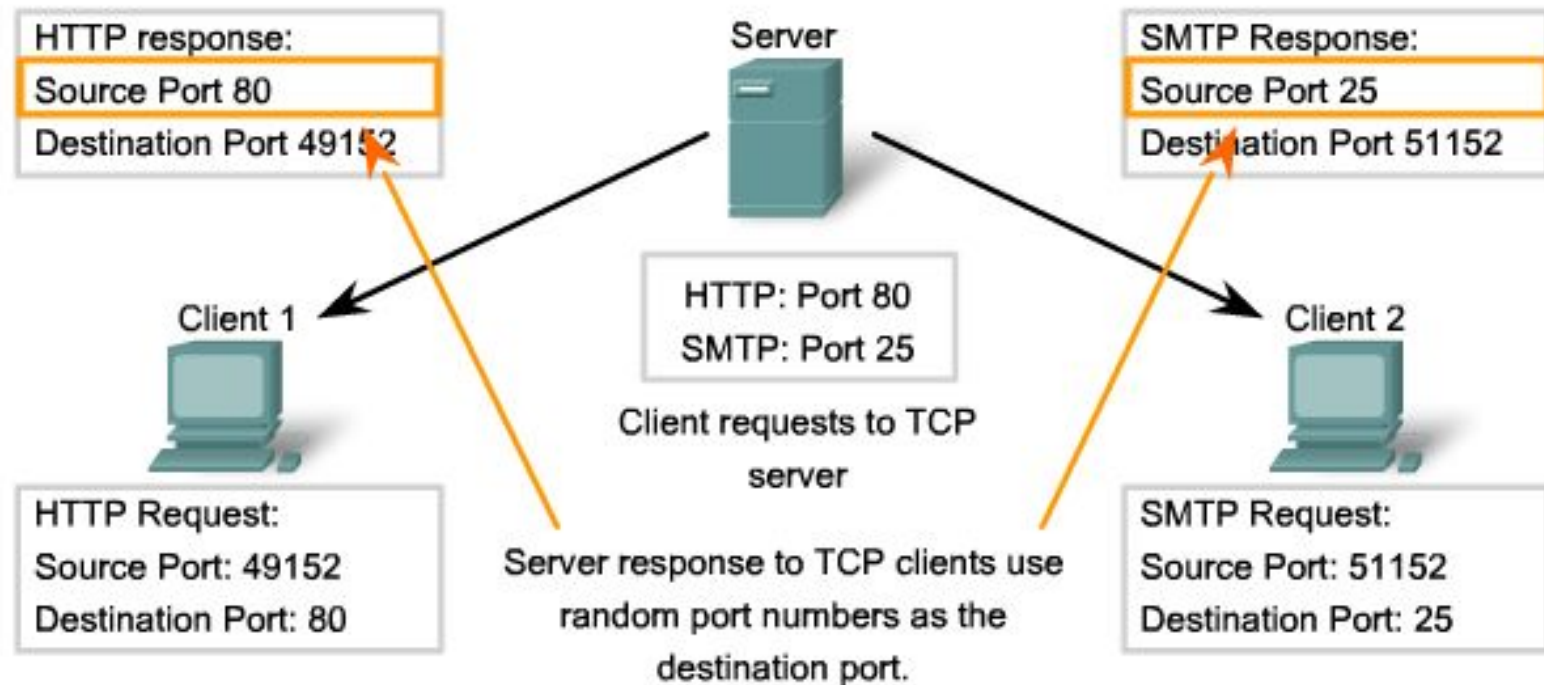 HTTP response:
Source Port 80
Destination Port 49152
Server
SMTP Response:
Source Port 25
Destination Port 51152
Client 1
HTTP: Port 80
SMTP: Port 25
Client 2
Client requests to TCP
server
HTTP Request:
Source Port: 49152
Destination Port: 80
Server response to TCP clients use
random port numbers as the
destination port.
SMTP Request:
Source Port: 51152
Destination Port: 25